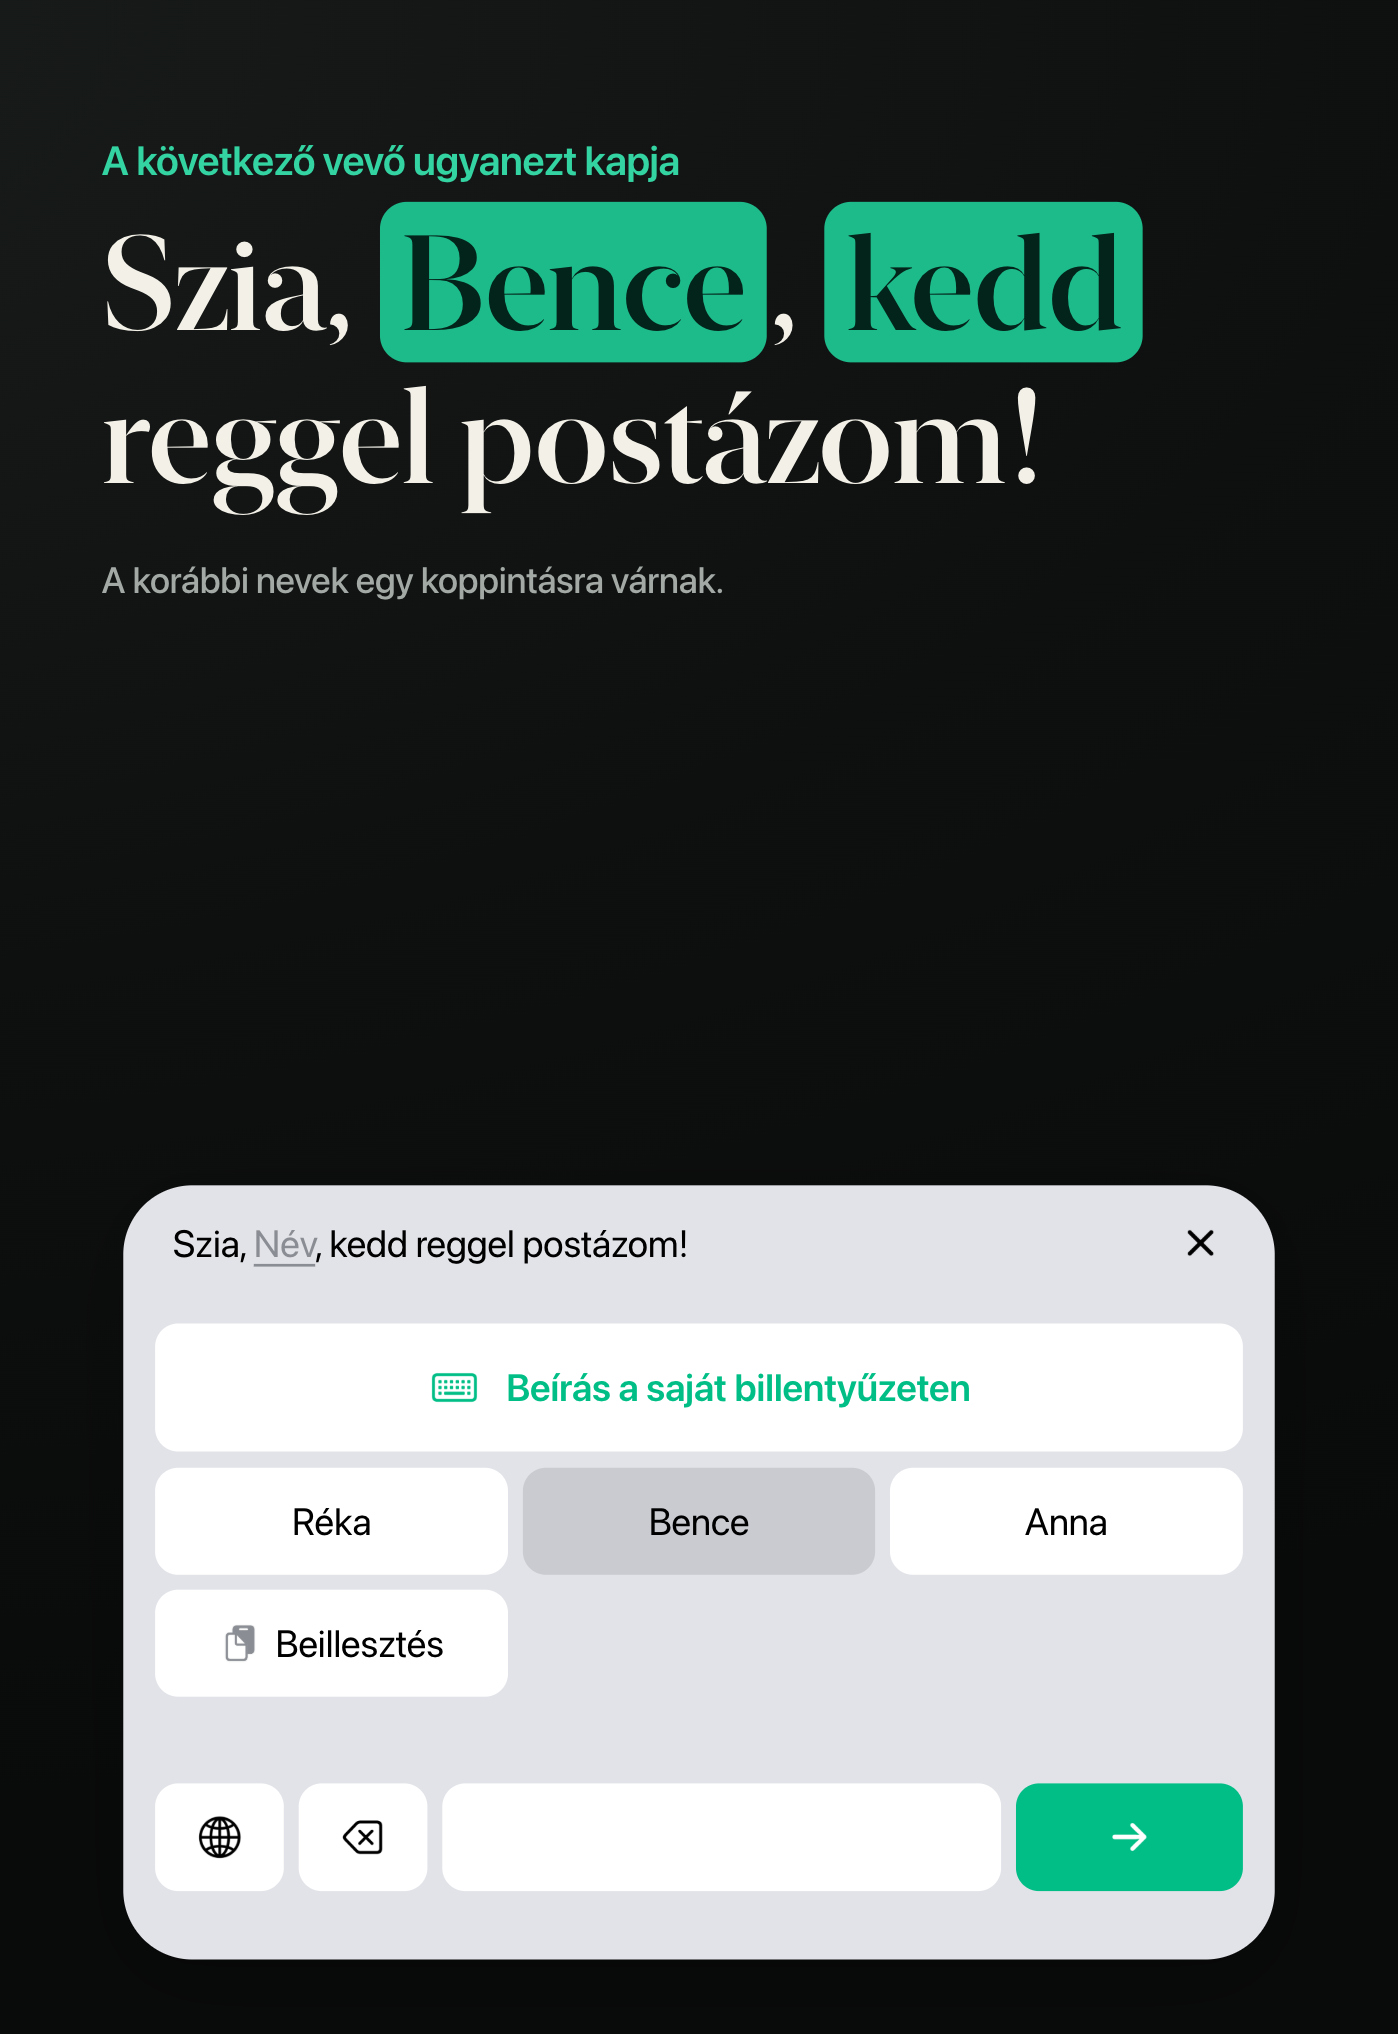 A következő vevő ugyanezt kapja
Szia, Bence, kedd
reggel postázom!
A korábbi nevek egy koppintásra várnak.
Szia, Név, kedd reggel postázom!
Beírás a saját billentyűzeten
Réka
Bence
Anna
Beillesztés